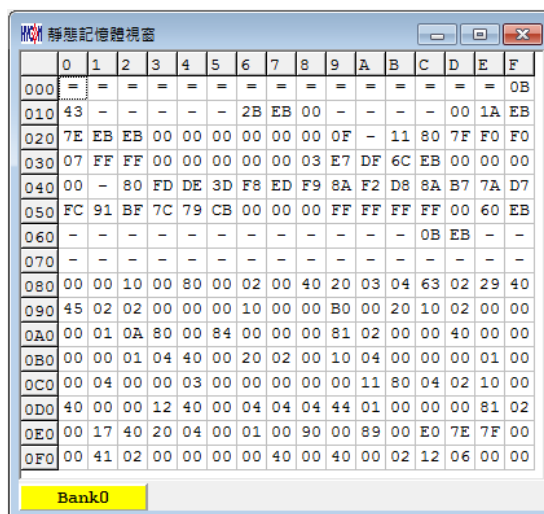 HYCON 靜態記憶體視窗
0 1 2 3 4 5 6 7 8 9 A B C D E F
000 = = = = = = = = = = = = = = = 0B
010 43 - - - - - 2B EB 00 - - - - 00 1A EB
020 7E EB EB 00 00 00 00 00 00 0F - 11 80 7F F0 F0
030 07 FF FF 00 00 00 00 00 03 E7 DF 6C EB 00 00 00
040 00 - 80 FD DE 3D F8 ED F9 8A F2 D8 8A B7 7A D7
050 FC 91 BF 7C 79 CB 00 00 00 FF FF FF FF 00 60 EB
060 - - - - - - - - - - - - 0B EB - -
070 - - - - - - - - - - - - - - - -
080 00 00 10 00 80 00 02 00 40 20 03 04 63 02 29 40
090 45 02 02 00 00 00 10 00 00 B0 00 20 10 02 00 00
0A0 00 01 0A 80 00 84 00 00 00 81 02 00 00 40 00 00
0B0 00 00 01 04 40 00 20 02 00 10 04 00 00 00 01 00
0C0 00 04 00 00 03 00 00 00 00 00 11 80 04 02 10 00
0D0 40 00 00 12 40 00 04 04 04 44 01 00 00 00 81 02
0E0 00 17 40 20 04 00 01 00 90 00 89 00 E0 7E 7F 00
0F0 00 41 02 00 00 00 00 40 00 40 00 02 12 06 00 00
Bank0